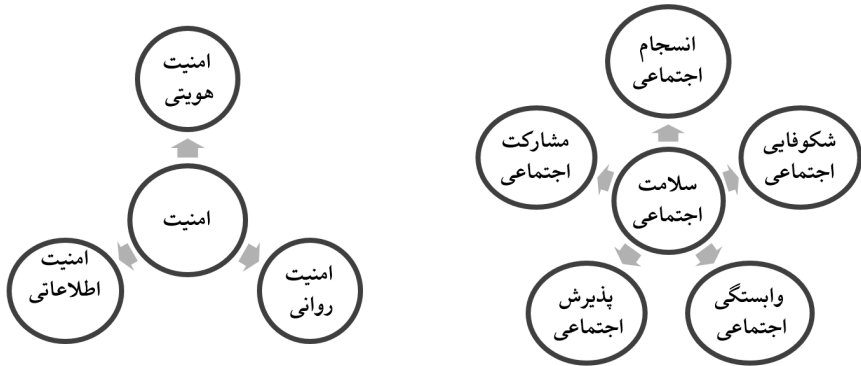 انسجام
اجتماعی
شکوفایی
اجتماعی
وابستگی
اجتماعی
پذیرش
اجتماعی
مشارکت
اجتماعی
سلامت
اجتماعی
امنیت
هویتی
امنیت
روانی
امنیت
اطلاعاتی
امنیت